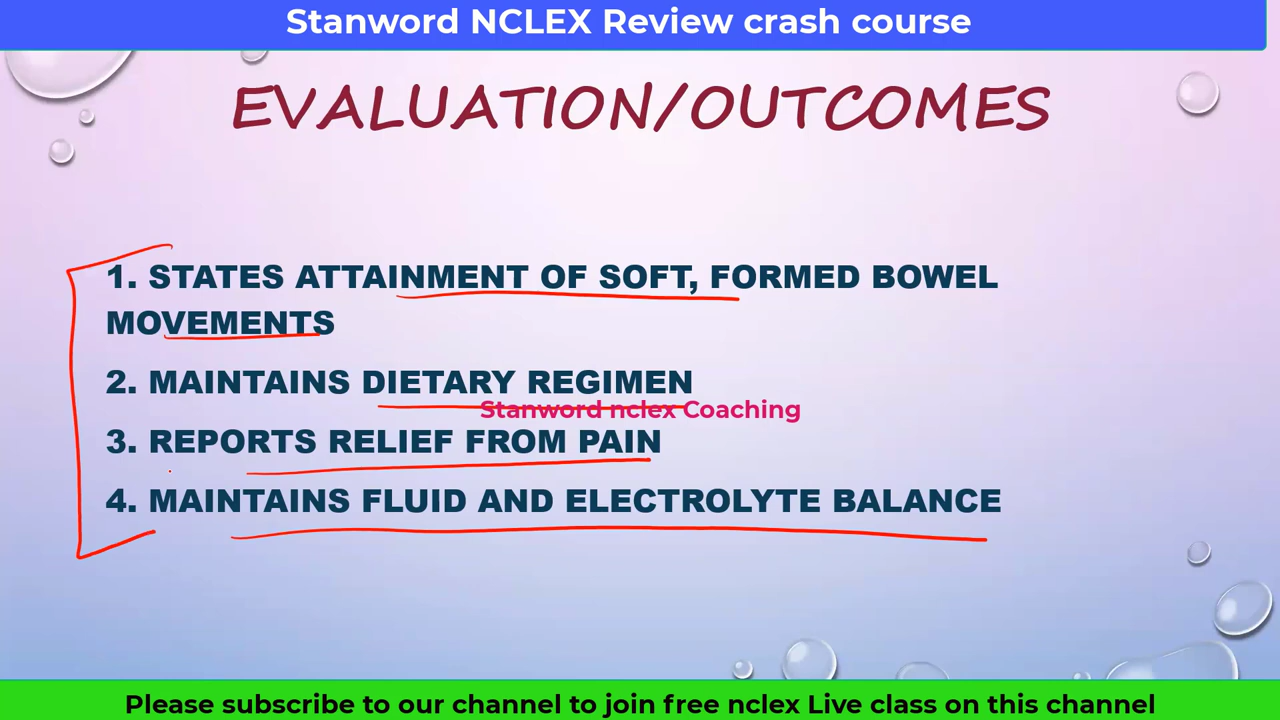 Stanword NCLEX Review crash course
EVALUATION/OUTCOMES
1. STATES ATTAINMENT OF SOFT, FORMED BOWEL
MOVEMENTS
2. MAINTAINS DIETARY REGIMEN
Stanword nclex Coaching
3. REPORTS RELIEF FROM PAIN
4. MAINTAINS FLUID AND ELECTROLYTE BALANCE
Please subscribe to our channel to join free nclex Live class on this channel